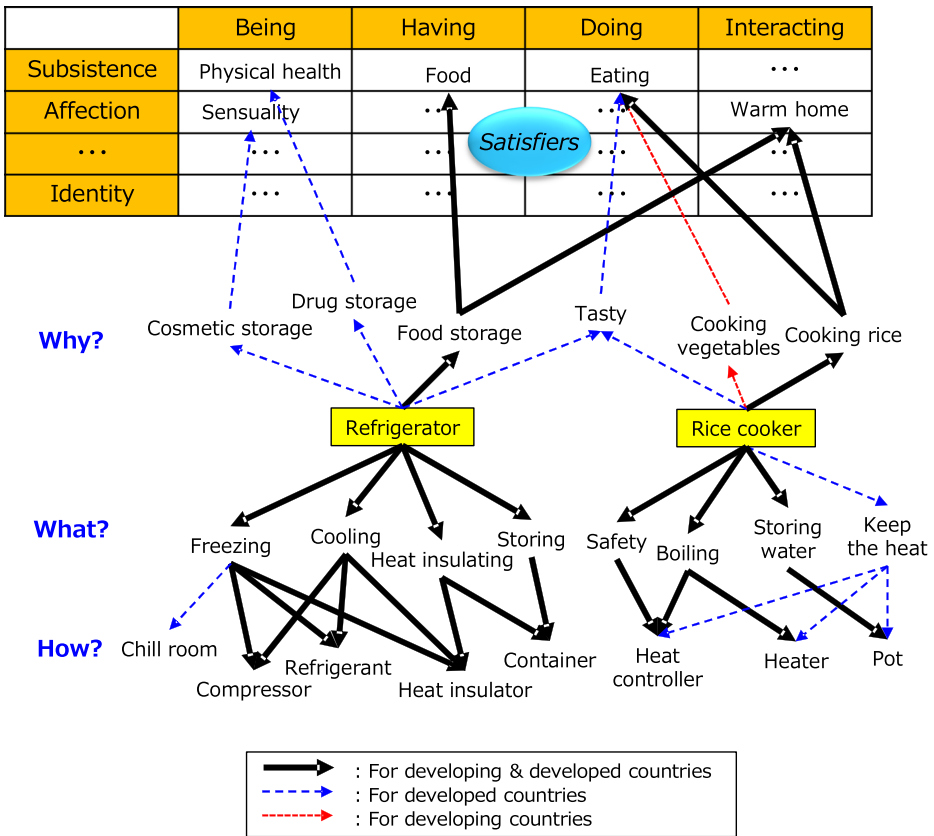 Being Having Doing Interacting
Subsistence Physical health Food Eating ...
Affection Sensuality ... ... Warm home
... ... ... ... ...
Satisfiers
Identity ... ... ... ...
Why?
Cosmetic storage
Drug storage
Food storage
Tasty
Cooking
vegetables
Cooking rice
Refrigerator
Rice cooker
What?
Freezing
Cooling
Heat insulating
Storing
Safety
Boiling
Storing
water
Keep
the heat
How?
Chill room
Compressor
Refrigerant
Heat insulator
Container
Heat
controller
Heater
Pot
: For developing & developed countries
: For developed countries
: For developing countries